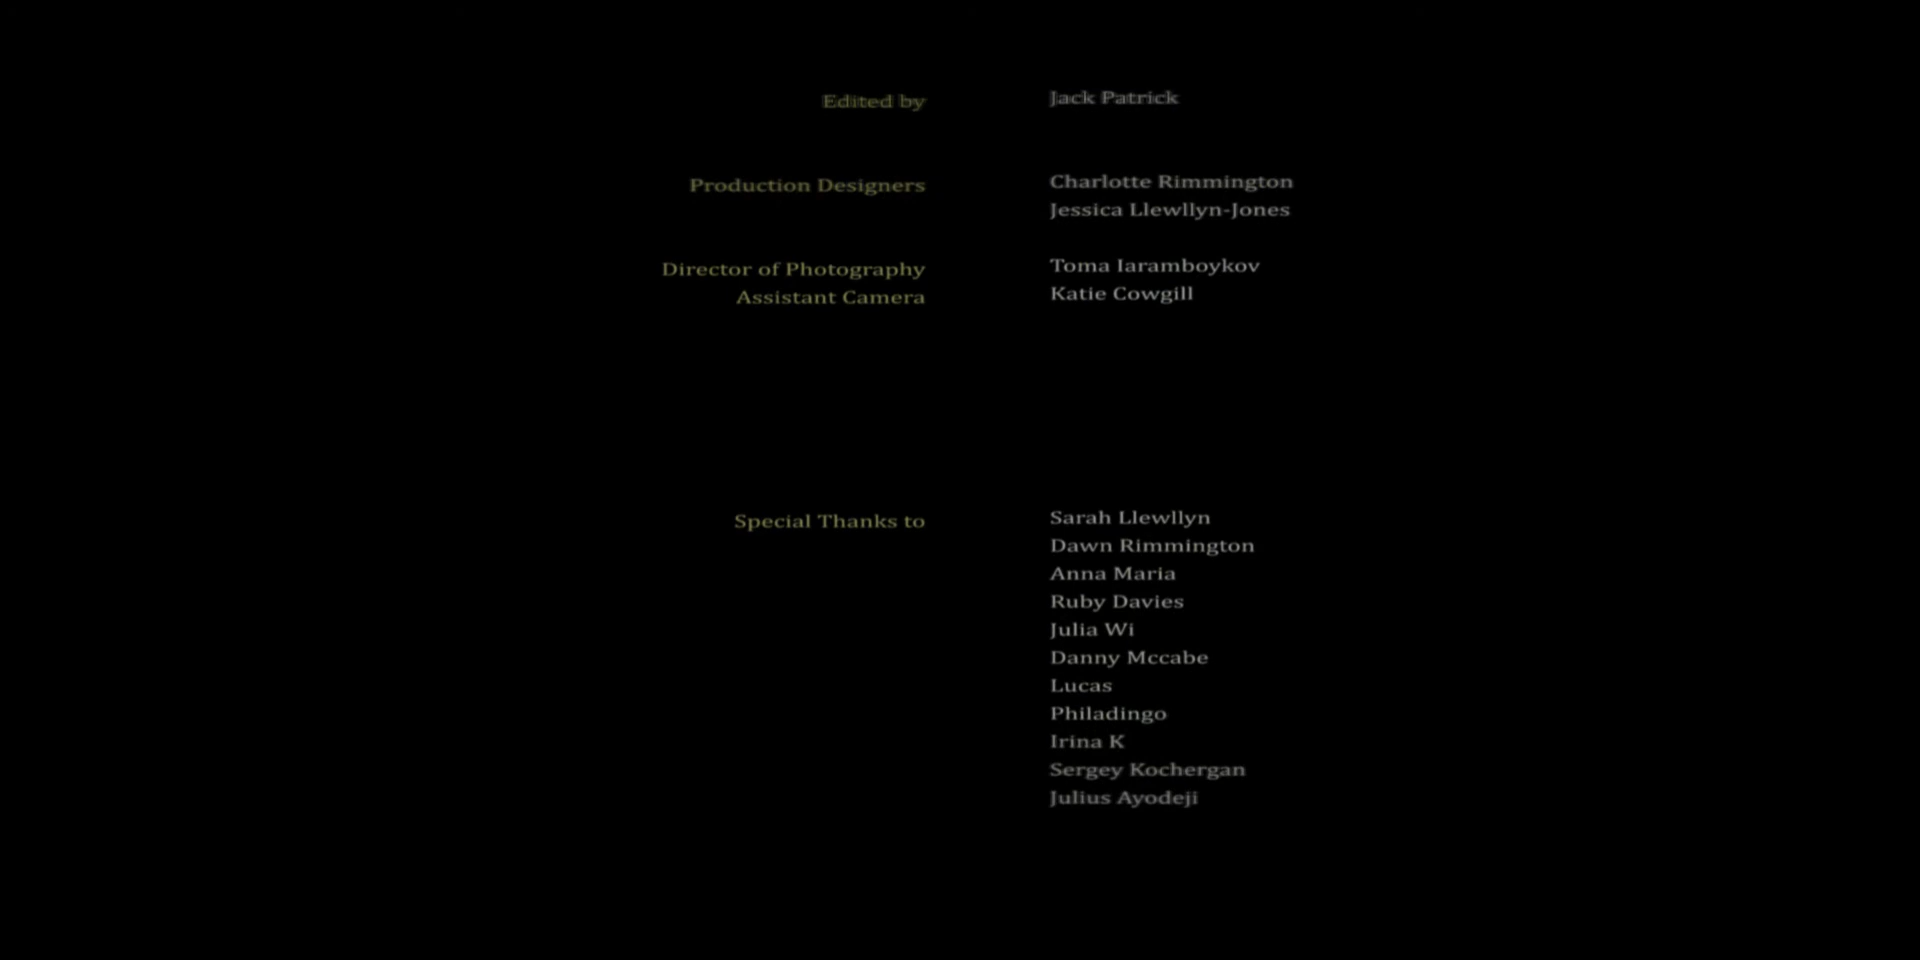 Edited by Jack Patrick
Production Designers Charlotte Rimmington
Jessica Llewllyn-Jones
Director of Photography Toma Iaramboykov
Assistant Camera Katie Cowgill
Special Thanks to Sarah Llewllyn
Dawn Rimmington
Anna Maria
Ruby Davies
Julia Wi
Danny Mccabe
Lucas
Philadingo
Irina K
Sergey Kochergan
Julius Ayodeji